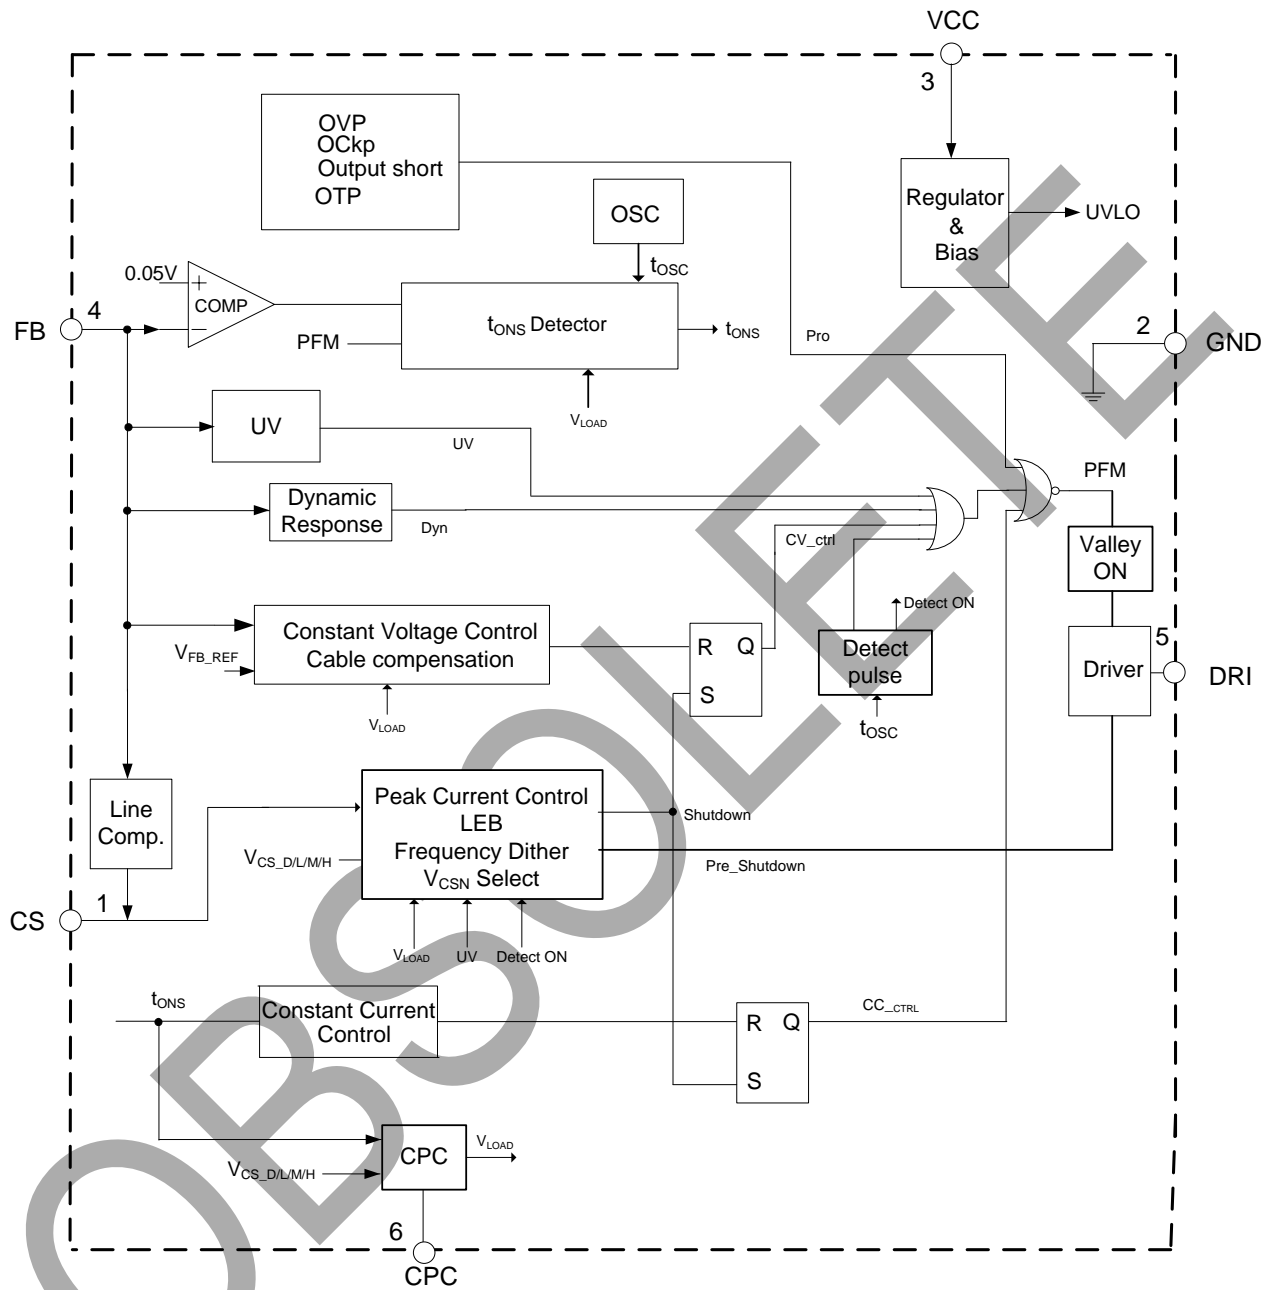 VCC
3
OVP
OCkp
Output short
OTP
OSC
tOSC
Regulator
&
Bias
UVLO
0.05V
+
COMP
−
4
FB
PFM
tONS Detector
tONS
VLOAD
Pro
2
GND
UV
UV
Dynamic
Response
Dyn
CV_ctrl
PFM
Valley
ON
Detect ON
Detect
pulse
tOSC
Constant Voltage Control
Cable compensation
VFB_REF
VLOAD
R Q
S
5
Driver
DRI
Line
Comp.
Peak Current Control
LEB
Frequency Dither
VCSN Select
VCS_D/L/M/H
Shutdown
Pre_Shutdown
1
CS
VLOAD
UV
Detect ON
tONS
Constant Current
Control
R Q
S
CC_CTRL
CPC
VLOAD
VCS_D/L/M/H
6
CPC
OBSOLETE